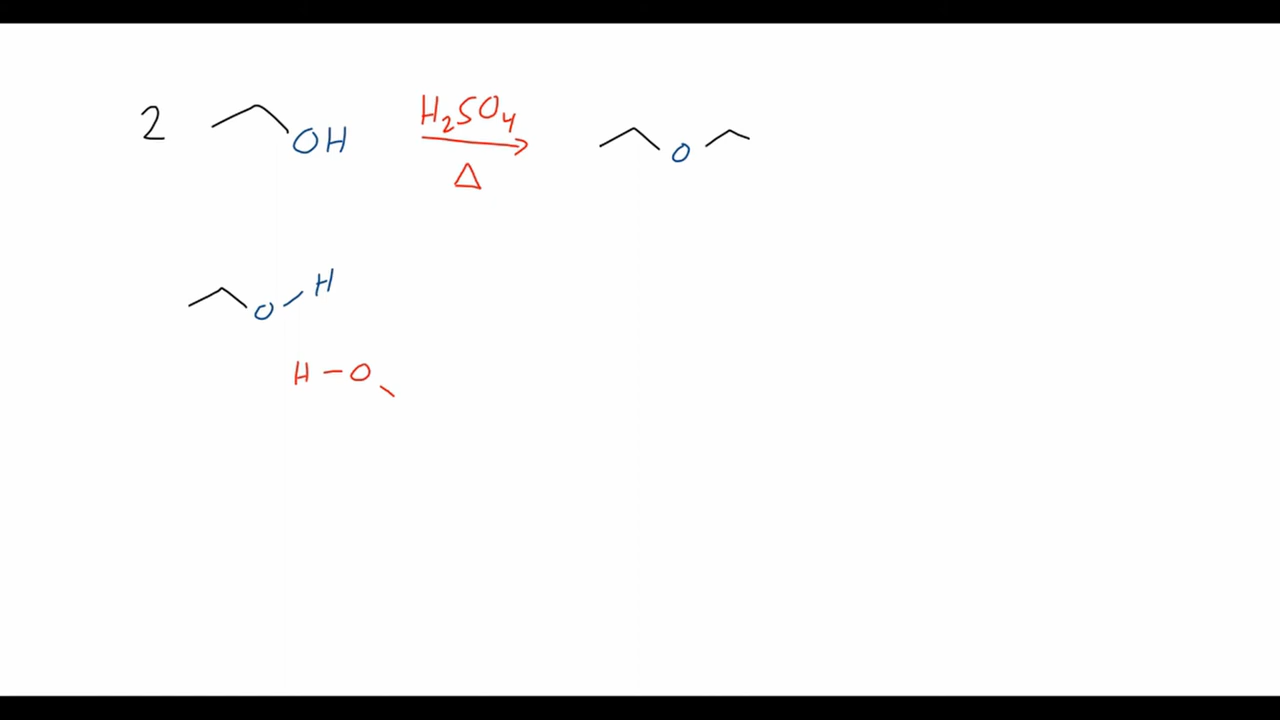 2 OH H₂SO₄ O
Δ
O H
H O